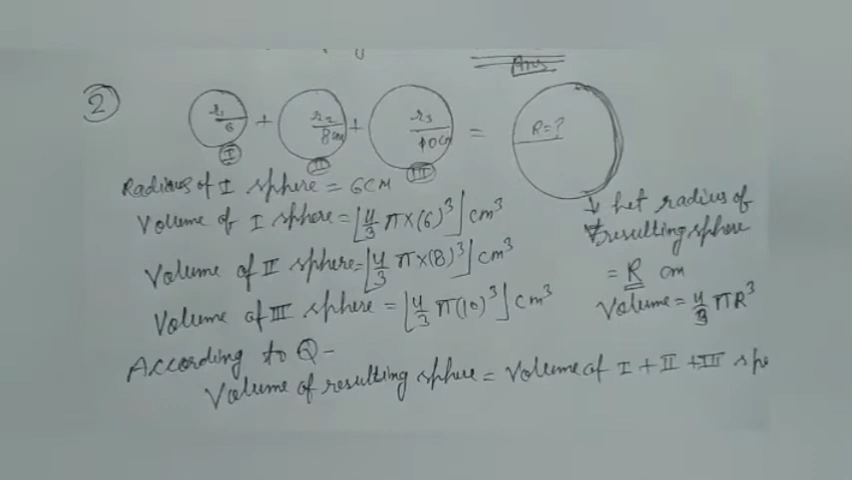 Ans
2
r1 + r2 + r3 = R=?
6 8cm 10cm
I II III
Radius of I sphere = 6CM
Volume of I sphere = [4/3 π×(6)³] cm³
Volume of II sphere = [4/3 π×(8)³] cm³
Volume of III sphere = [4/3 π(10)³] cm³
According to Q-
Volume of resulting sphere = Volume of I + II + III sp
↓ let radius of
resulting sphere
= R cm
Volume = 4/3 πR³